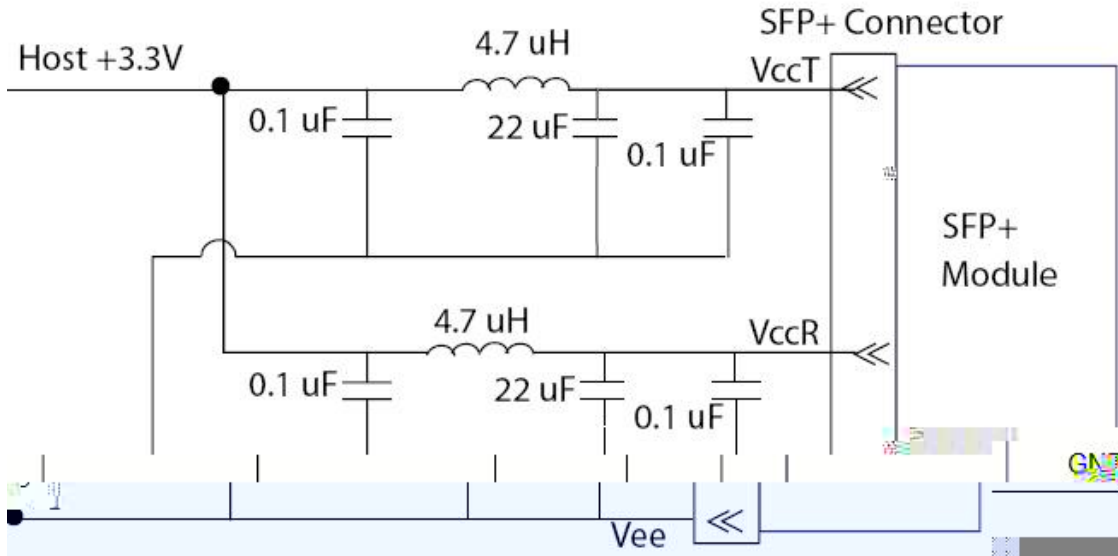 SFP+ Connector
Host +3.3V
4.7 uH
VccT
0.1 uF
22 uF
0.1 uF
SFP+
Module
4.7 uH
VccR
0.1 uF
22 uF
0.1 uF
Vee